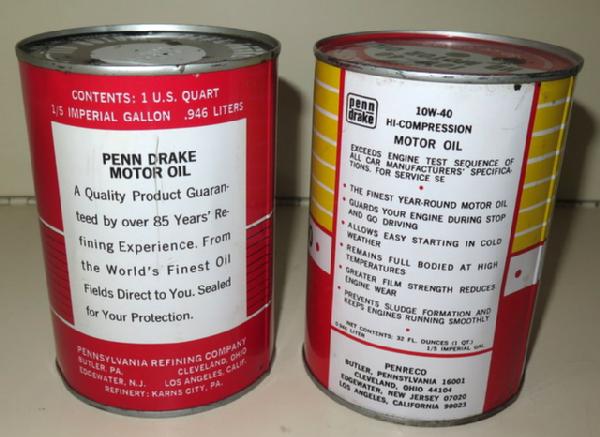 CONTENTS: 1 U.S. QUART
1/5 IMPERIAL GALLON .946 LITERS
PENN DRAKE
MOTOR OIL
A Quality Product Guaran-
teed by over 85 Years' Re-
fining Experience. From
the World's Finest Oil
Fields Direct to You. Sealed
for Your Protection.
PENNSYLVANIA REFINING COMPANY
BUTLER, PA. CLEVELAND, OHIO
EDGEWATER, N.J. LOS ANGELES, CALIF.
REFINERY: KARNS CITY, PA.
penn
drake
10W-40
HI-COMPRESSION
MOTOR OIL
EXCEEDS ENGINE TEST SEQUENCE OF
ALL CAR MANUFACTURERS' SPECIFICA-
TIONS. FOR SERVICE SE
• THE FINEST YEAR-ROUND MOTOR OIL
• GUARDS YOUR ENGINE DURING STOP
AND GO DRIVING
• ALLOWS EASY STARTING IN COLD
WEATHER
• REMAINS FULL BODIED AT HIGH
TEMPERATURES
• GREATER FILM STRENGTH REDUCES
ENGINE WEAR
• PREVENTS SLUDGE FORMATION AND
KEEPS ENGINES RUNNING SMOOTHLY
NET CONTENTS: 32 FL. OUNCES (1 QT.)
0.946 LITER 1/5 IMPERIAL GAL.
PENRECO
BUTLER, PENNSYLVANIA 16001
CLEVELAND, OHIO 44104
EDGEWATER, NEW JERSEY 07020
LOS ANGELES, CALIFORNIA 90023